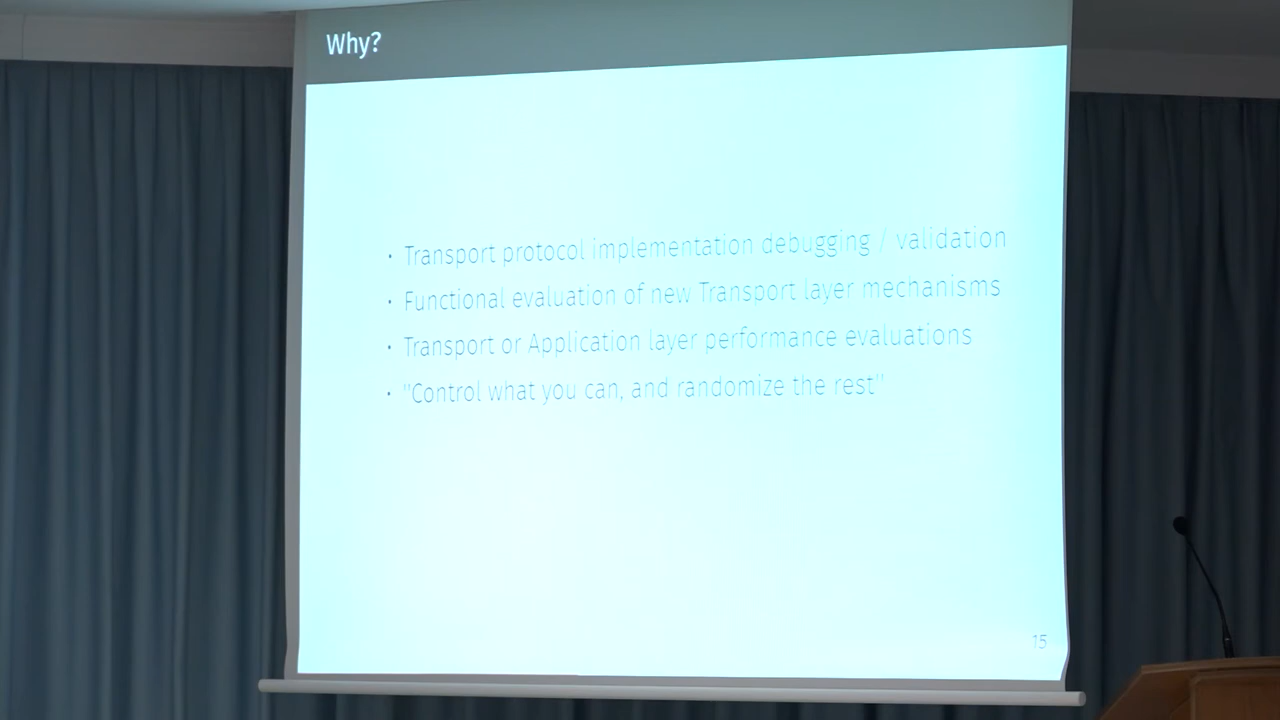 Why?
· Transport protocol implementation debugging / validation
· Functional evaluation of new Transport layer mechanisms
· Transport or Application layer performance evaluations
· "Control what you can, and randomize the rest"
15